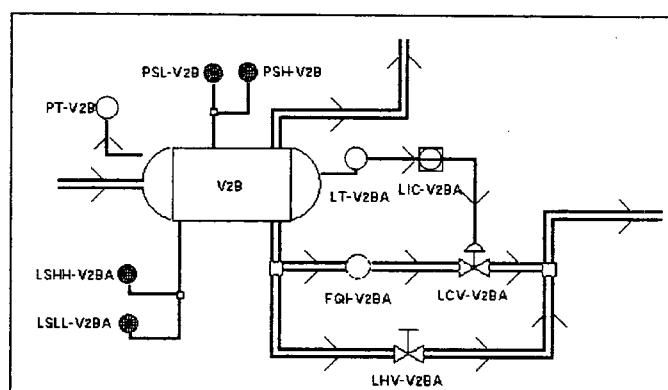 PSL-V2B PSH-V2B
PT-V2B
V2B
LT-V2BA LIC-V2BA
LSHH-V2BA
FQI-V2BA LCV-V2BA
LSLL-V2BA
LHV-V2BA